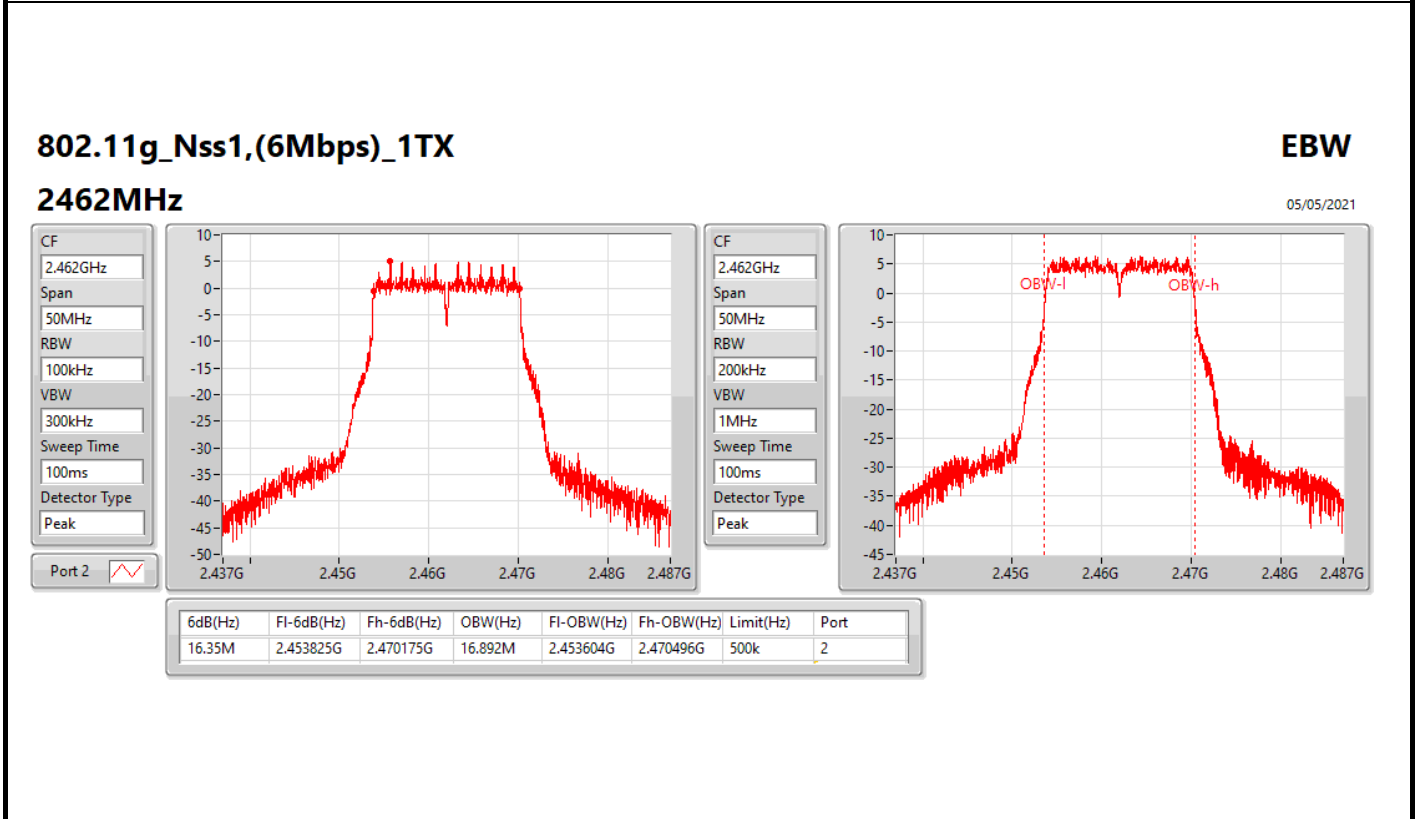 802.11g_Nss1,(6Mbps)_1TX
EBW
2462MHz
05/05/2021
CF
2.462GHz
Span
50MHz
RBW
100kHz
VBW
300kHz
Sweep Time
100ms
Detector Type
Peak
Port 2
10
5
0
-5
-10
-15
-20
-25
-30
-35
-40
-45
-50
2.437G 2.45G 2.46G 2.47G 2.48G 2.487G
CF
2.462GHz
Span
50MHz
RBW
200kHz
VBW
1MHz
Sweep Time
100ms
Detector Type
Peak
10
5
0
-5
-10
-15
-20
-25
-30
-35
-40
-45
OBW-l OBW-h
2.437G 2.45G 2.46G 2.47G 2.48G 2.487G
6dB(Hz) Fl-6dB(Hz) Fh-6dB(Hz) OBW(Hz) Fl-OBW(Hz) Fh-OBW(Hz) Limit(Hz) Port
16.35M 2.453825G 2.470175G 16.892M 2.453604G 2.470496G 500k 2